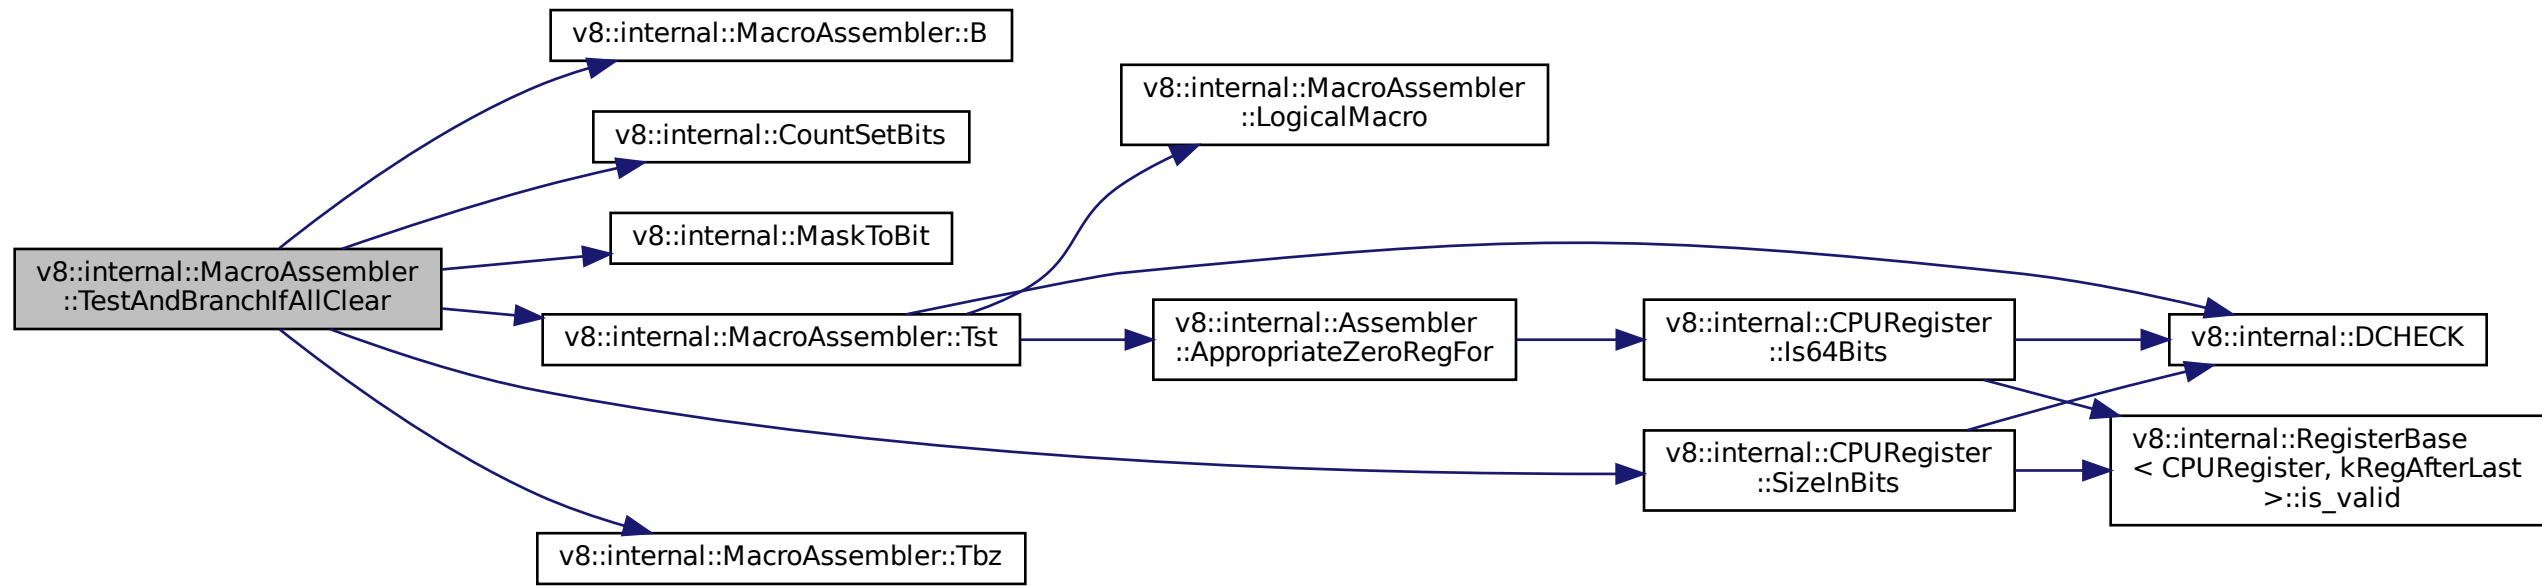 v8::internal::MacroAssembler::B
v8::internal::MacroAssembler
::LogicalMacro
v8::internal::CountSetBits
v8::internal::MaskToBit
v8::internal::MacroAssembler
::TestAndBranchIfAllClear
v8::internal::MacroAssembler::Tst
v8::internal::Assembler
::AppropriateZeroRegFor
v8::internal::CPURegister
::Is64Bits
v8::internal::DCHECK
v8::internal::CPURegister
::SizeInBits
v8::internal::RegisterBase
< CPURegister, kRegAfterLast
>::is_valid
v8::internal::MacroAssembler::Tbz